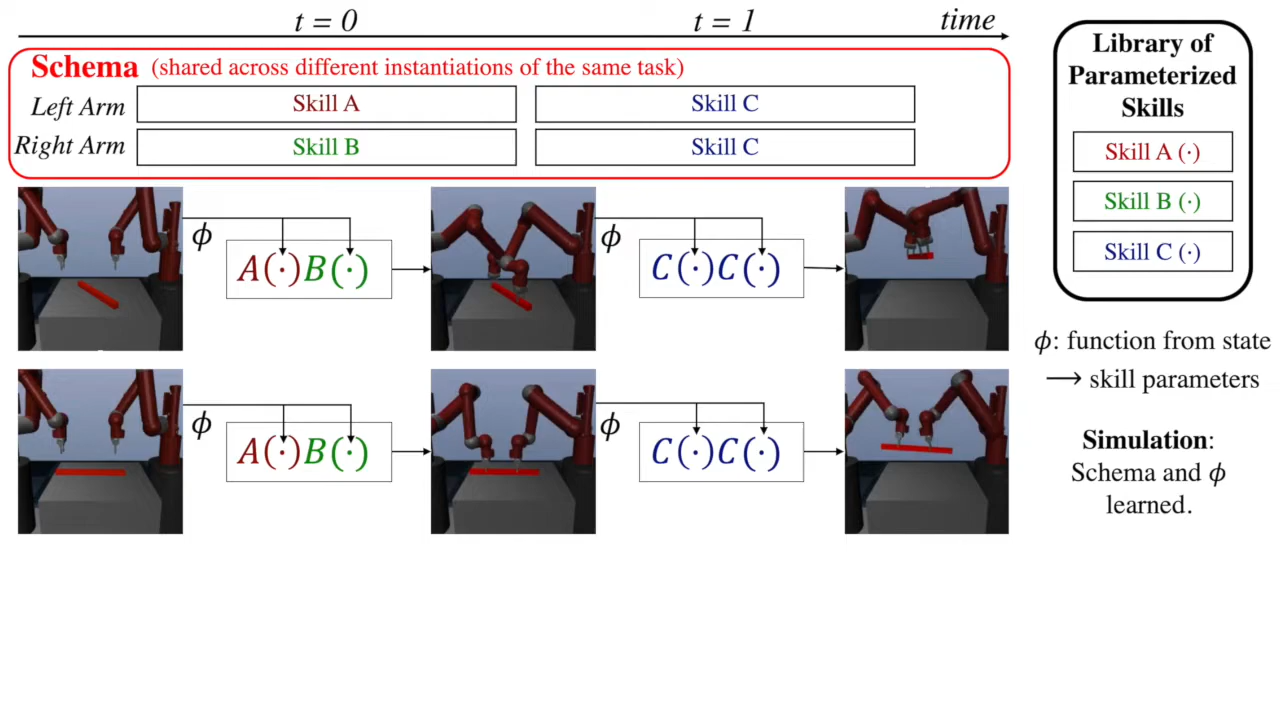 t = 0
t = 1
time
Schema (shared across different instantiations of the same task)
Left Arm
Skill A
Skill C
Right Arm
Skill B
Skill C
ϕ
A(·)B(·)
ϕ
C(·)C(·)
ϕ
A(·)B(·)
ϕ
C(·)C(·)
Library of
Parameterized
Skills
Skill A (·)
Skill B (·)
Skill C (·)
ϕ: function from state
⟶ skill parameters
Simulation:
Schema and ϕ
learned.